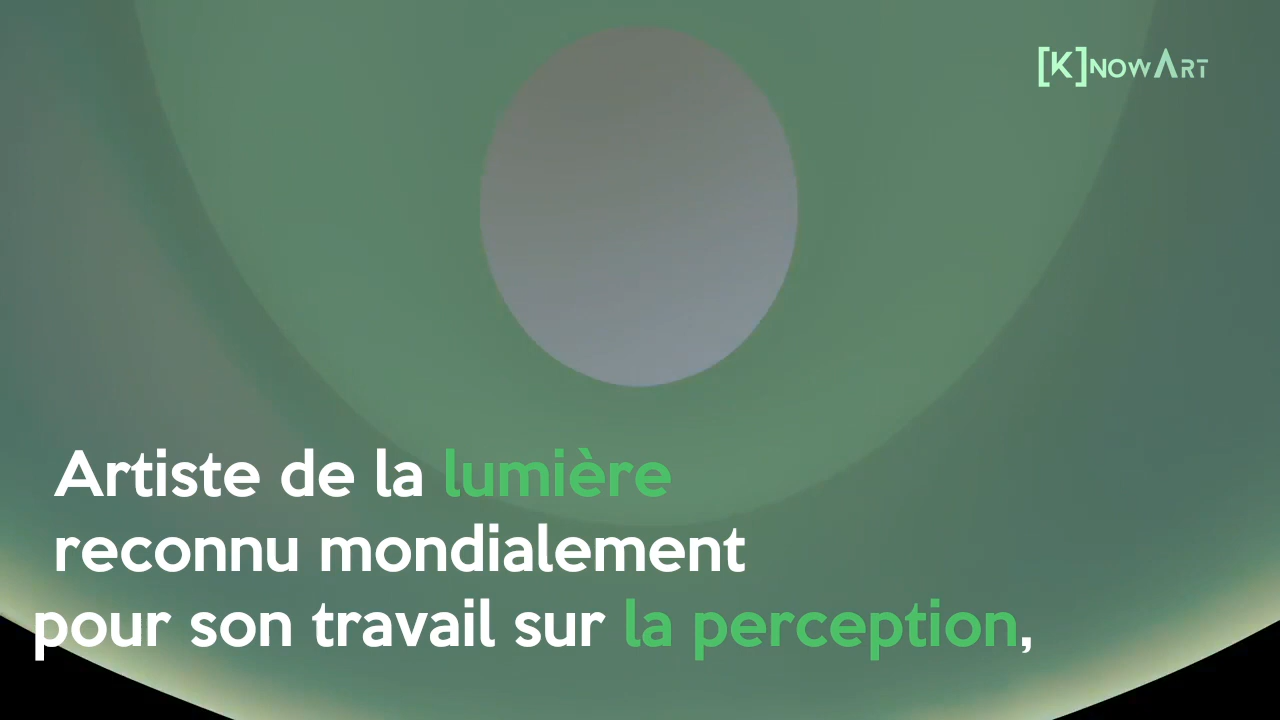 [K]NOWART
Artiste de la lumière
reconnu mondialement
pour son travail sur la perception,